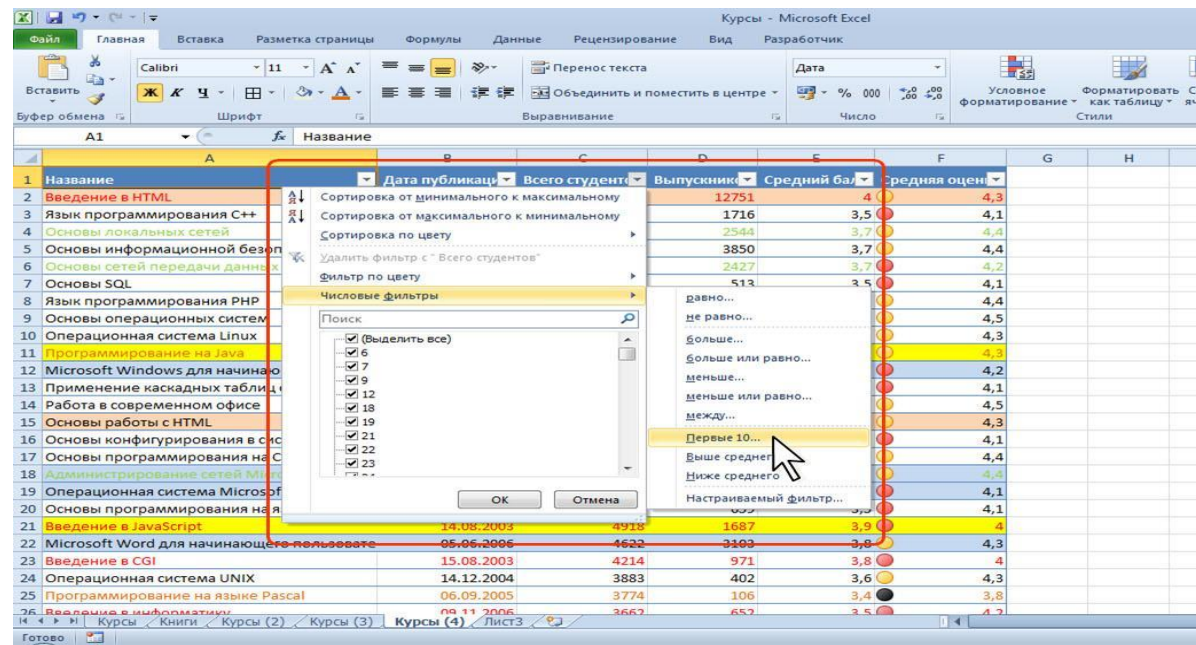 Курсы - Microsoft Excel
Файл Главная Вставка Разметка страницы Формулы Данные Рецензирование Вид Разработчик
Calibri 11 Перенос текста Дата
Вставить Ж К Ч Объединить и поместить в центре % 000 Условное форматирование Форматировать как таблицу
Буфер обмена Шрифт Выравнивание Число Стили
A1 fx Название
A B C D E F G H
1 Название Дата публикаци Всего студенто Выпускнико Средний бал Средняя оцен
2 Введение в HTML 12751 4 4,3
3 Язык программирования C++ 1716 3,5 4,1
4 Основы локальных сетей 2544 3,7 4,4
5 Основы информационной безоп 3850 3,7 4,4
6 Основы сетей передачи данных 2427 3,7 4,2
7 Основы SQL 513 3,5 4,1
8 Язык программирования PHP 4,4
9 Основы операционных систем 4,5
10 Операционная система Linux 4,3
11 Программирование на Java 4,3
12 Microsoft Windows для начинаю 4,2
13 Применение каскадных таблиц 4,1
14 Работа в современном офисе 4,5
15 Основы работы с HTML 4,3
16 Основы конфигурирования в сис 4,1
17 Основы программирования на C 4,4
18 Администрирование сетей Micro 4,4
19 Операционная система Microsof 4,1
20 Основы программирования на я 4,1
21 Введение в JavaScript 14.08.2003 4918 1687 3,9 4
22 Microsoft Word для начинающего пользовате 05.06.2006 4622 3103 3,8 4,3
23 Введение в CGI 15.08.2003 4214 971 3,8 4
24 Операционная система UNIX 14.12.2004 3883 402 3,6 4,3
25 Программирование на языке Pascal 06.09.2005 3774 106 3,4 3,8
26 Введение в информатику 09.11.2006 3662 652 3,5 4,2
Сортировка от минимального к максимальному
Сортировка от максимального к минимальному
Сортировка по цвету
Удалить фильтр с "Всего студентов"
Фильтр по цвету
Числовые фильтры
Поиск
(Выделить все)
6
7
9
12
18
19
21
22
23
ОК Отмена
равно...
не равно...
больше...
больше или равно...
меньше...
меньше или равно...
между...
Первые 10...
Выше среднего
Ниже среднего
Настраиваемый фильтр...
Курсы Книги Курсы (2) Курсы (3) Курсы (4) Лист3
Готово